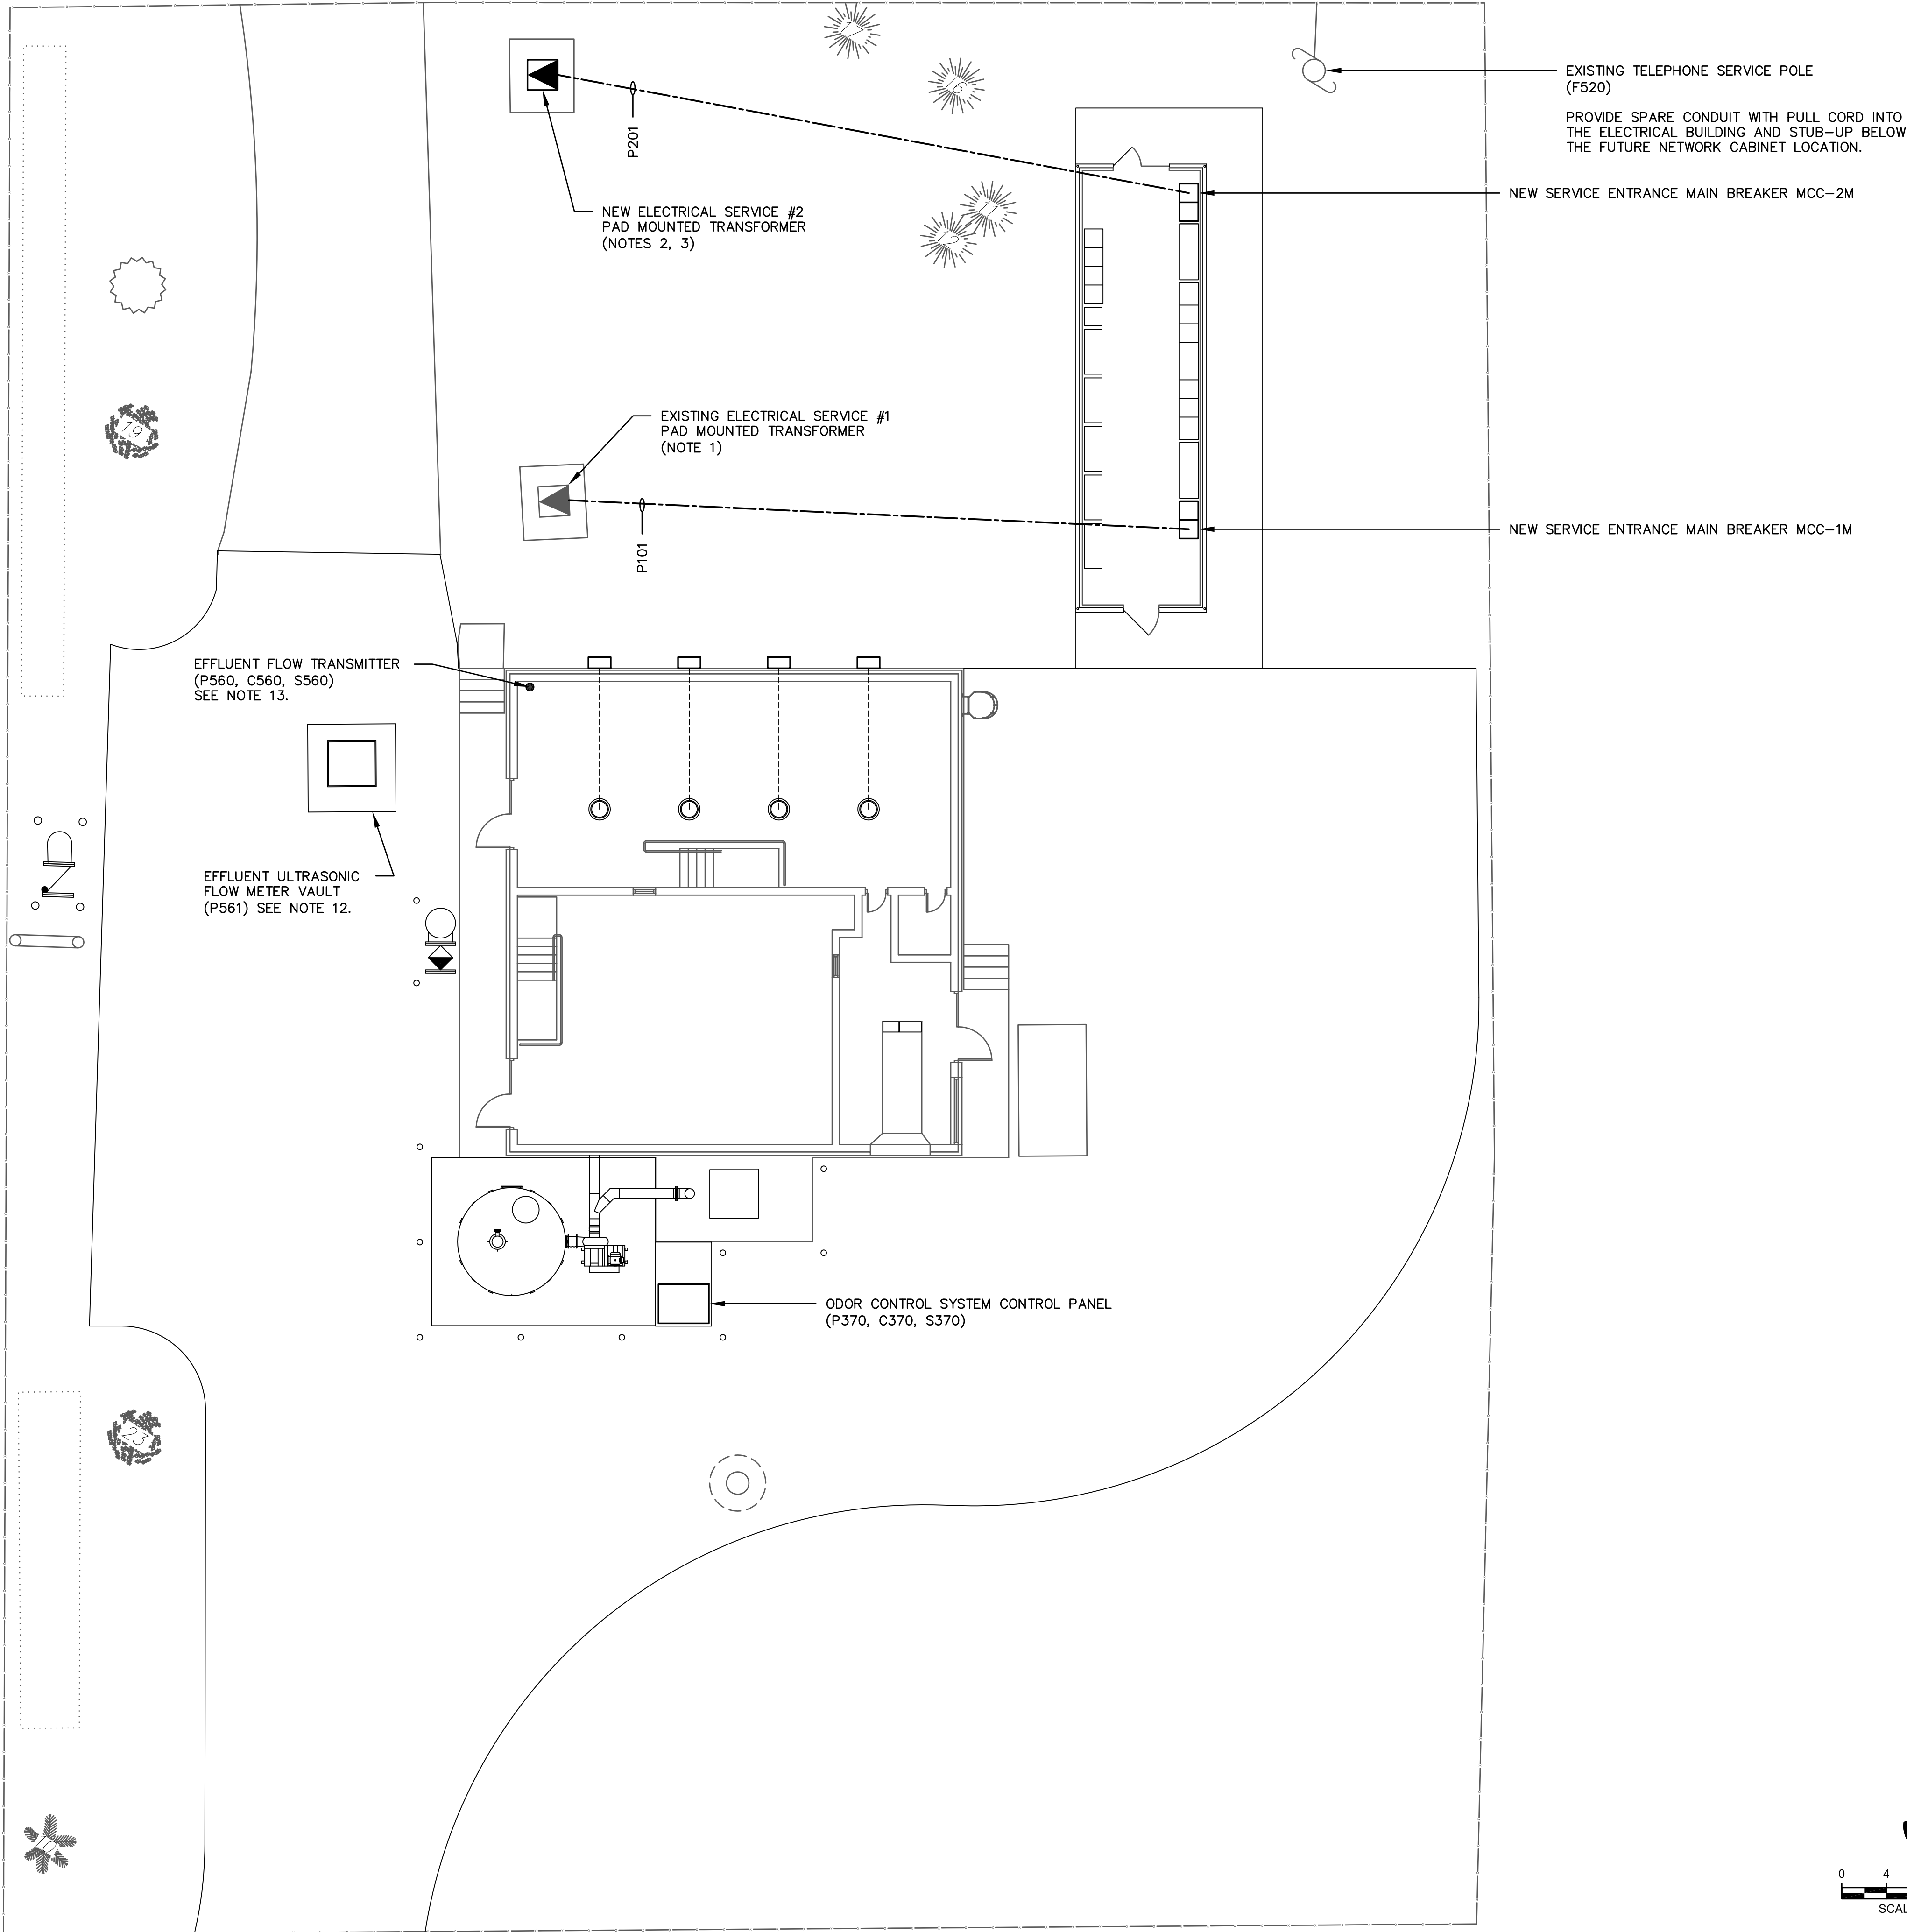 EXISTING TELEPHONE SERVICE POLE
(F520)
PROVIDE SPARE CONDUIT WITH PULL CORD INTO
THE ELECTRICAL BUILDING AND STUB-UP BELOW
THE FUTURE NETWORK CABINET LOCATION.
P201
NEW SERVICE ENTRANCE MAIN BREAKER MCC-2M
NEW ELECTRICAL SERVICE #2
PAD MOUNTED TRANSFORMER
(NOTES 2, 3)
19
EXISTING ELECTRICAL SERVICE #1
PAD MOUNTED TRANSFORMER
(NOTE 1)
P101
NEW SERVICE ENTRANCE MAIN BREAKER MCC-1M
EFFLUENT FLOW TRANSMITTER
(P560, C560, S560)
SEE NOTE 13.
EFFLUENT ULTRASONIC
FLOW METER VAULT
(P561) SEE NOTE 12.
ODOR CONTROL SYSTEM CONTROL PANEL
(P370, C370, S370)
23
0 4
SCAL